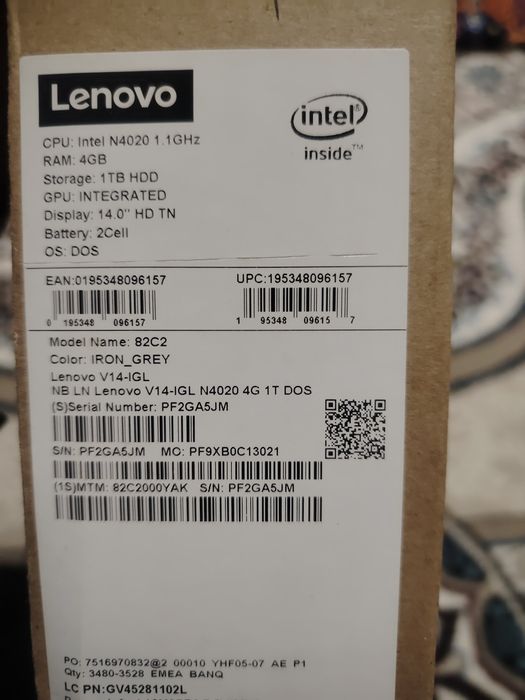 Lenovo
intel
inside™
CPU: Intel N4020 1.1GHz
RAM: 4GB
Storage: 1TB HDD
GPU: INTEGRATED
Display: 14.0" HD TN
Battery: 2Cell
OS: DOS
EAN:0195348096157
UPC:195348096157
0 195348 096157
1 95348 09615 7
Model Name: 82C2
Color: IRON_GREY
Lenovo V14-IGL
NB LN Lenovo V14-IGL N4020 4G 1T DOS
(S)Serial Number: PF2GA5JM
S/N: PF2GA5JM MO: PF9XB0C13021
(1S)MTM: 82C2000YAK S/N: PF2GA5JM
PO: 7516970832@2 00010 YHF05-07 AE P1
Qty: 3480-3528 EMEA BANQ
LC PN:GV45281102L